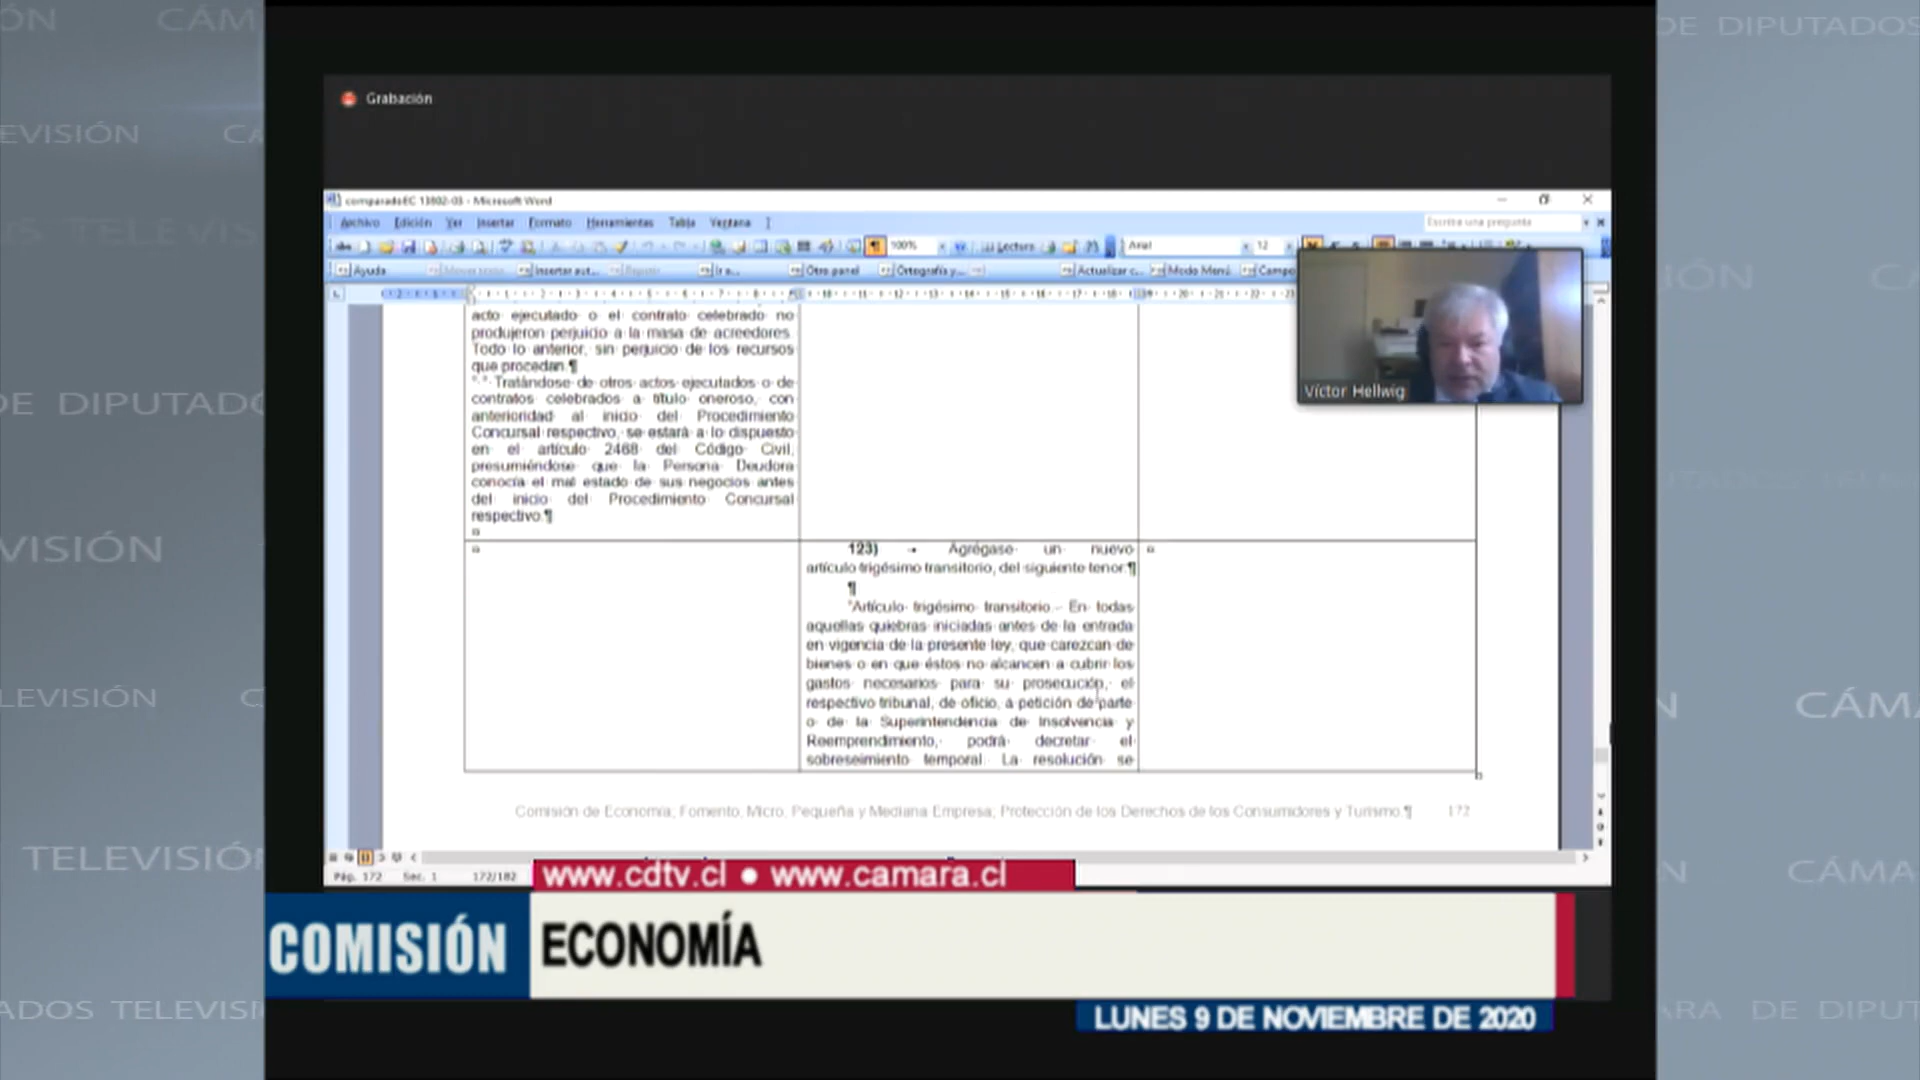 Grabación
comparadoEC 13802-03 - Microsoft Word
Archivo Edición Ver Insertar Formato Herramientas Tabla Ventana
Escriba una pregunta
100% Lectura Arial 12
Ayuda Insertar aut... Repetir Ir a... Otro panel Ortografía y... Actualizar c... Modo Menú Campo
acto ejecutado o el contrato celebrado no
produjeron perjuicio a la masa de acreedores.
Todo lo anterior, sin perjuicio de los recursos
que procedan.¶
Tratándose de otros actos ejecutados o de
contratos celebrados a título oneroso, con
anterioridad al inicio del Procedimiento
Concursal respectivo, se estará a lo dispuesto
en el artículo 2468 del Código Civil,
presumiéndose que la Persona Deudora
conocía el mal estado de sus negocios antes
del inicio del Procedimiento Concursal
respectivo.¶
123) → Agrégase un nuevo
artículo trigésimo transitorio, del siguiente tenor:¶
¶
"Artículo trigésimo transitorio.- En todas
aquellas quiebras iniciadas antes de la entrada
en vigencia de la presente ley, que carezcan de
bienes o en que éstos no alcancen a cubrir los
gastos necesarios para su prosecución, el
respectivo tribunal, de oficio, a petición de parte
o de la Superintendencia de Insolvencia y
Reemprendimiento, podrá decretar el
sobreseimiento temporal. La resolución se
Víctor Hellwig
Comisión de Economía, Fomento, Micro, Pequeña y Mediana Empresa, Protección de los Derechos de los Consumidores y Turismo.¶ 172
Pág. 172 Sec. 1 172/182
www.cdtv.cl ● www.camara.cl
COMISIÓN ECONOMÍA
LUNES 9 DE NOVIEMBRE DE 2020